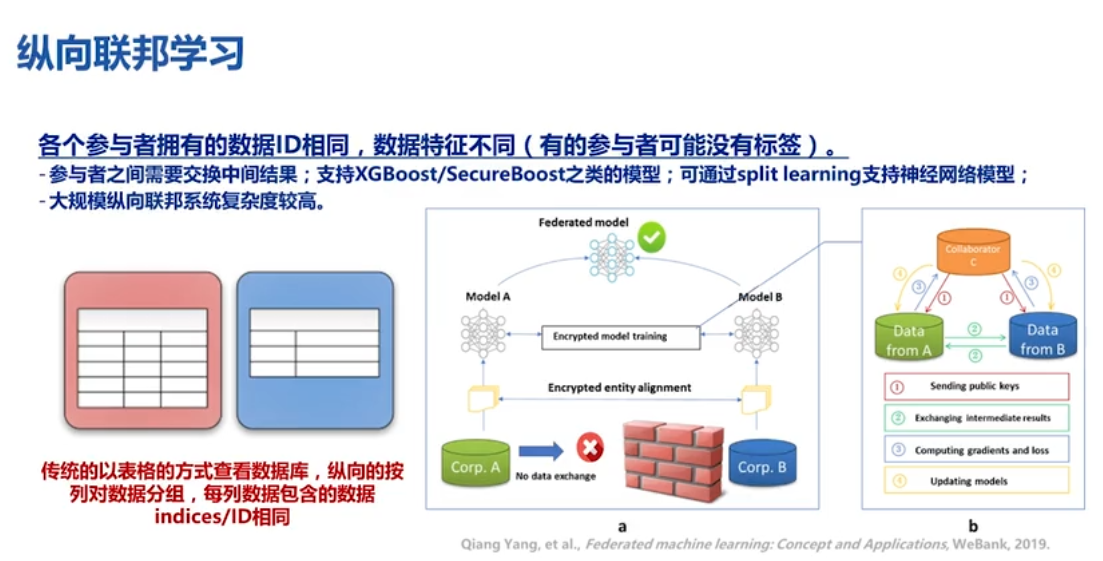 纵向联邦学习
各个参与者拥有的数据ID相同，数据特征不同（有的参与者可能没有标签）。
- 参与者之间需要交换中间结果；支持XGBoost/SecureBoost之类的模型；可通过split learning支持神经网络模型；
- 大规模纵向联邦系统复杂度较高。
传统的以表格的方式查看数据库，纵向的按
列对数据分组，每列数据包含的数据
indices/ID相同
Federated model
Model A
Model B
Encrypted model training
Encrypted entity alignment
Corp. A
No data exchange
Corp. B
a
Collaborator
C
④
③
①
①
③
④
Data
from A
②
②
Data
from B
① Sending public keys
② Exchanging intermediate results
③ Computing gradients and loss
④ Updating models
b
Qiang Yang, et al., Federated machine learning: Concept and Applications, WeBank, 2019.